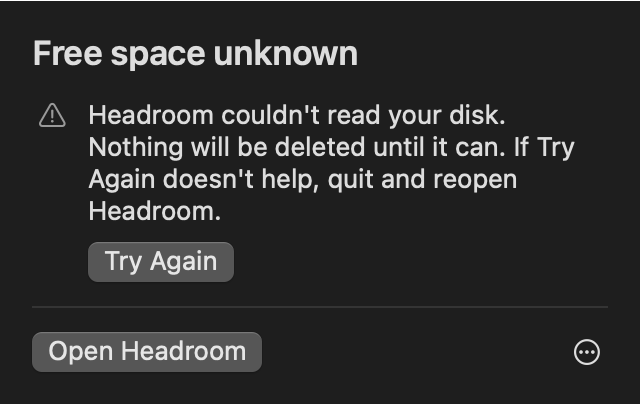 Free space unknown
Headroom couldn't read your disk.
Nothing will be deleted until it can. If Try
Again doesn't help, quit and reopen
Headroom.
Try Again
Open Headroom